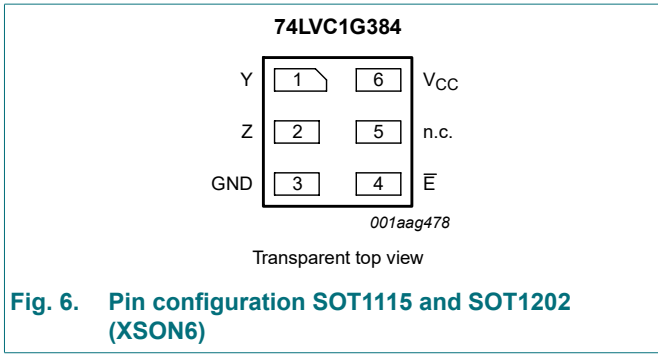 74LVC1G384
Y 1 6 VCC
Z 2 5 n.c.
GND 3 4 E̅
001aag478
Transparent top view
Fig. 6. Pin configuration SOT1115 and SOT1202
(XSON6)